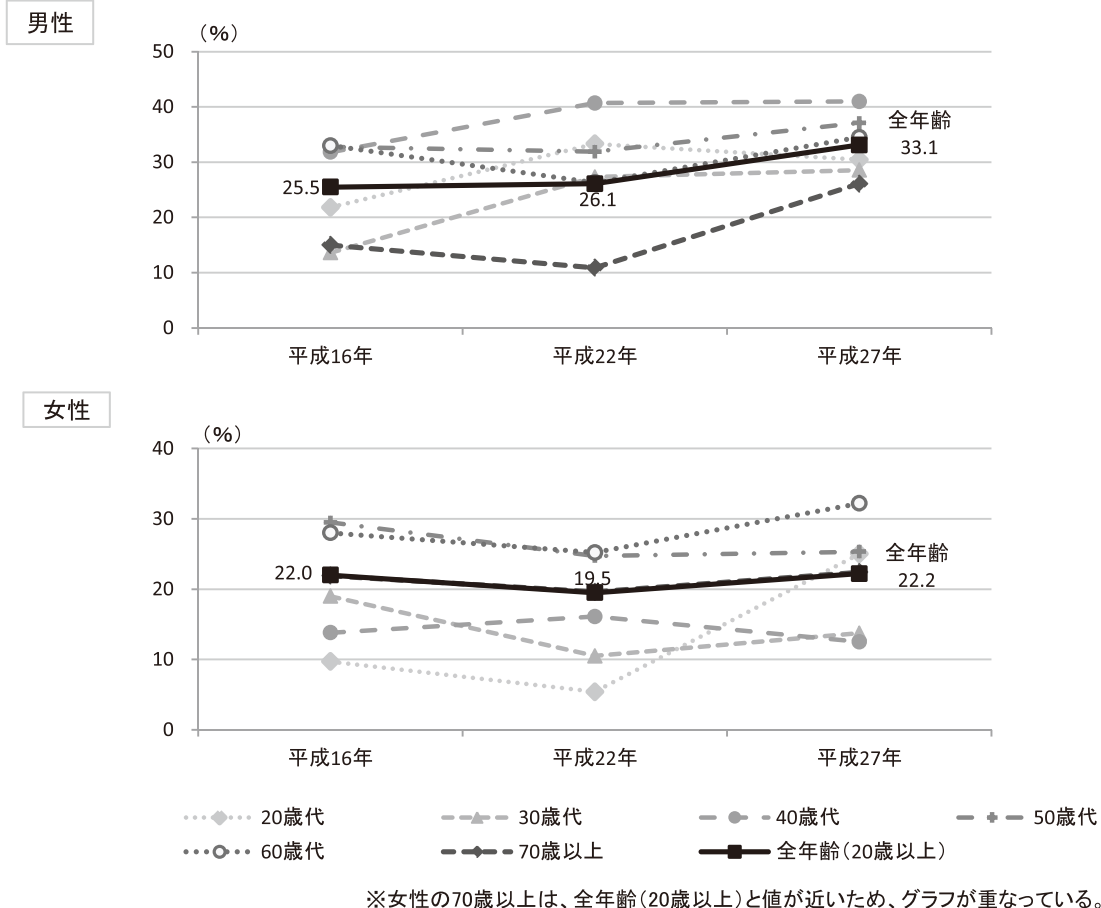 男性
（%）
50
40
30
20
10
0
25.5
26.1
全年齢
33.1
平成16年
平成22年
平成27年
女性
（%）
40
30
20
10
0
22.0
19.5
全年齢
22.2
平成16年
平成22年
平成27年
20歳代
30歳代
40歳代
50歳代
60歳代
70歳以上
全年齢（20歳以上）
※女性の70歳以上は、全年齢（20歳以上）と値が近いため、グラフが重なっている。